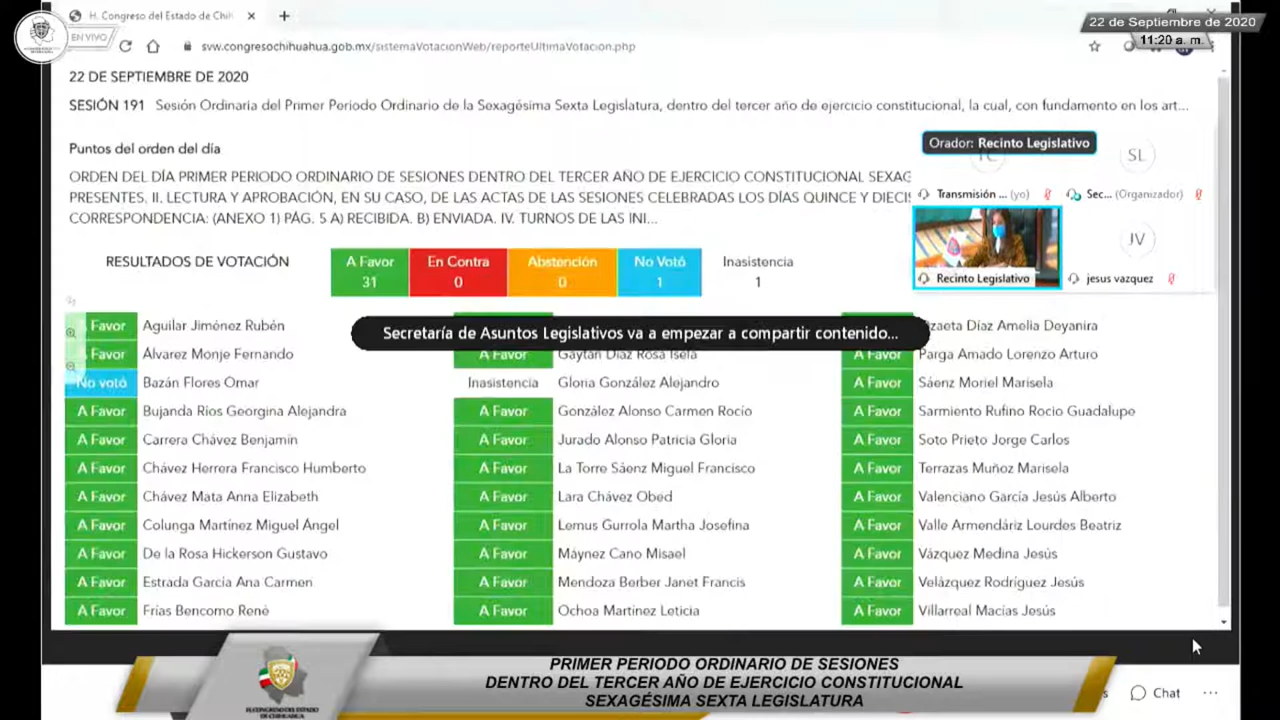 H. Congreso del Estado de Chih
EN VIVO
svw.congresochihuahua.gob.mx/sistemaVotacionWeb/reporteUltimaVotacion.php
22 de Septiembre de 2020
11:20 a. m.
22 DE SEPTIEMBRE DE 2020
SESIÓN 191 Sesión Ordinaria del Primer Periodo Ordinario de la Sexagésima Sexta Legislatura, dentro del tercer año de ejercicio constitucional, la cual, con fundamento en los art...
Puntos del orden del día
ORDEN DEL DÍA PRIMER PERIODO ORDINARIO DE SESIONES DENTRO DEL TERCER AÑO DE EJERCICIO CONSTITUCIONAL SEXAG
PRESENTES. II. LECTURA Y APROBACIÓN, EN SU CASO, DE LAS ACTAS DE LAS SESIONES CELEBRADAS LOS DÍAS QUINCE Y DIECIS
CORRESPONDENCIA: (ANEXO 1) PÁG. 5 A) RECIBIDA. B) ENVIADA. IV. TURNOS DE LAS INI...
Orador: Recinto Legislativo
SL
Transmisión ... (yo)
Sec... (Organizador)
JV
Recinto Legislativo
jesus vazquez
RESULTADOS DE VOTACIÓN
A Favor 31
En Contra 0
Abstención 0
No Votó 1
Inasistencia 1
Secretaría de Asuntos Legislativos va a empezar a compartir contenido...
Favor Aguilar Jiménez Rubén
Favor Álvarez Monje Fernando
No votó Bazán Flores Omar
A Favor Bujanda Ríos Georgina Alejandra
A Favor Carrera Chávez Benjamín
A Favor Chávez Herrera Francisco Humberto
A Favor Chávez Mata Anna Elizabeth
A Favor Colunga Martínez Miguel Ángel
A Favor De la Rosa Hickerson Gustavo
A Favor Estrada García Ana Carmen
A Favor Frías Bencomo René
A Favor Gaytán Díaz Rosa Isela
Inasistencia Gloria González Alejandro
A Favor González Alonso Carmen Rocío
A Favor Jurado Alonso Patricia Gloria
A Favor La Torre Sáenz Miguel Francisco
A Favor Lara Chávez Obed
A Favor Lemus Gurrola Martha Josefina
A Favor Máynez Cano Misael
A Favor Mendoza Berber Janet Francis
A Favor Ochoa Martínez Leticia
Ozaeta Díaz Amelia Deyanira
A Favor Parga Amado Lorenzo Arturo
A Favor Sáenz Moriel Marisela
A Favor Sarmiento Rufino Rocio Guadalupe
A Favor Soto Prieto Jorge Carlos
A Favor Terrazas Muñoz Marisela
A Favor Valenciano García Jesús Alberto
A Favor Valle Armendáriz Lourdes Beatriz
A Favor Vázquez Medina Jesús
A Favor Velázquez Rodríguez Jesús
A Favor Villarreal Macías Jesús
PRIMER PERIODO ORDINARIO DE SESIONES
DENTRO DEL TERCER AÑO DE EJERCICIO CONSTITUCIONAL
SEXAGÉSIMA SEXTA LEGISLATURA
H. CONGRESO DEL ESTADO
DE CHIHUAHUA
Chat